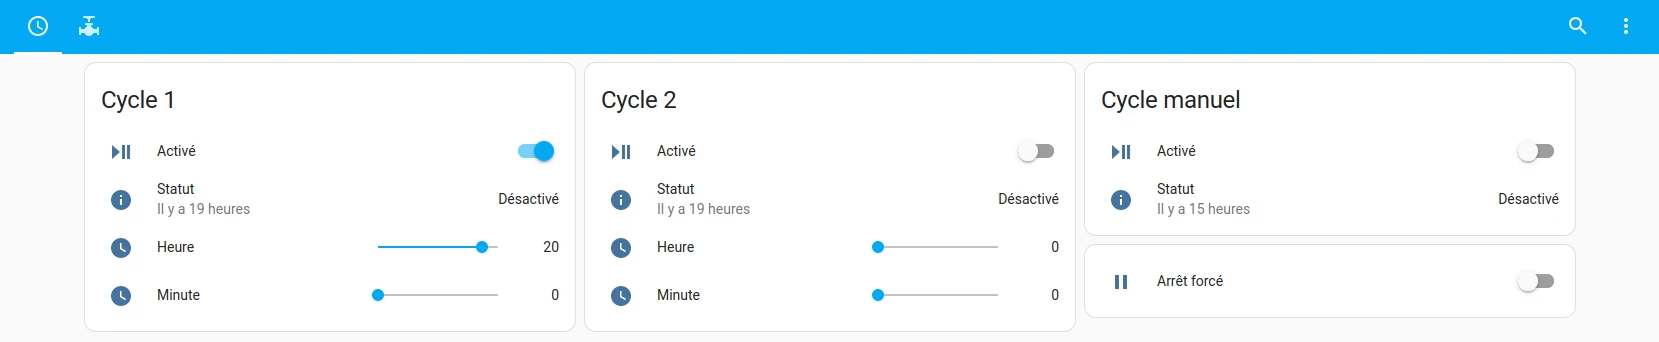 Cycle 1
Activé
Statut
Il y a 19 heures
Désactivé
Heure
20
Minute
0
Cycle 2
Activé
Statut
Il y a 19 heures
Désactivé
Heure
0
Minute
0
Cycle manuel
Activé
Statut
Il y a 15 heures
Désactivé
Arrêt forcé